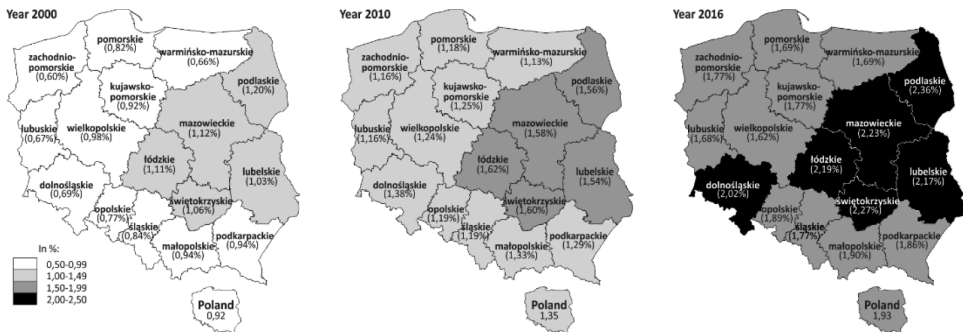 Year 2000
pomorskie
(0,82%)
warmińsko-mazurskie
(0,66%)
zachodnio-
pomorskie
(0,60%)
podlaskie
(1,20%)
kujawsko-
pomorskie
(0,92%)
mazowieckie
(1,12%)
lubuskie
(0,67%)
wielkopolskie
(0,98%)
łódzkie
(1,11%)
lubelskie
(1,03%)
dolnośląskie
(0,69%)
świętokrzyskie
(1,06%)
opolskie
(0,77%)
śląskie
(0,84%)
małopolskie
(0,94%)
podkarpackie
(0,94%)
In %:
0,50-0,99
1,00-1,49
1,50-1,99
2,00-2,50
Poland
0,92
Year 2010
pomorskie
(1,18%)
warmińsko-mazurskie
(1,13%)
zachodnio-
pomorskie
(1,16%)
podlaskie
(1,56%)
kujawsko-
pomorskie
(1,25%)
mazowieckie
(1,58%)
lubuskie
(1,16%)
wielkopolskie
(1,24%)
łódzkie
(1,62%)
lubelskie
(1,54%)
dolnośląskie
(1,38%)
świętokrzyskie
(1,60%)
opolskie
(1,19%)
śląskie
(1,19%)
małopolskie
(1,33%)
podkarpackie
(1,29%)
Poland
1,35
Year 2016
pomorskie
(1,69%)
warmińsko-mazurskie
(1,69%)
zachodnio-
pomorskie
(1,77%)
podlaskie
(2,36%)
kujawsko-
pomorskie
(1,77%)
mazowieckie
(2,23%)
lubuskie
(1,68%)
wielkopolskie
(1,62%)
łódzkie
(2,19%)
lubelskie
(2,17%)
dolnośląskie
(2,02%)
świętokrzyskie
(2,27%)
opolskie
(1,89%)
śląskie
(1,77%)
małopolskie
(1,90%)
podkarpackie
(1,86%)
Poland
1,93